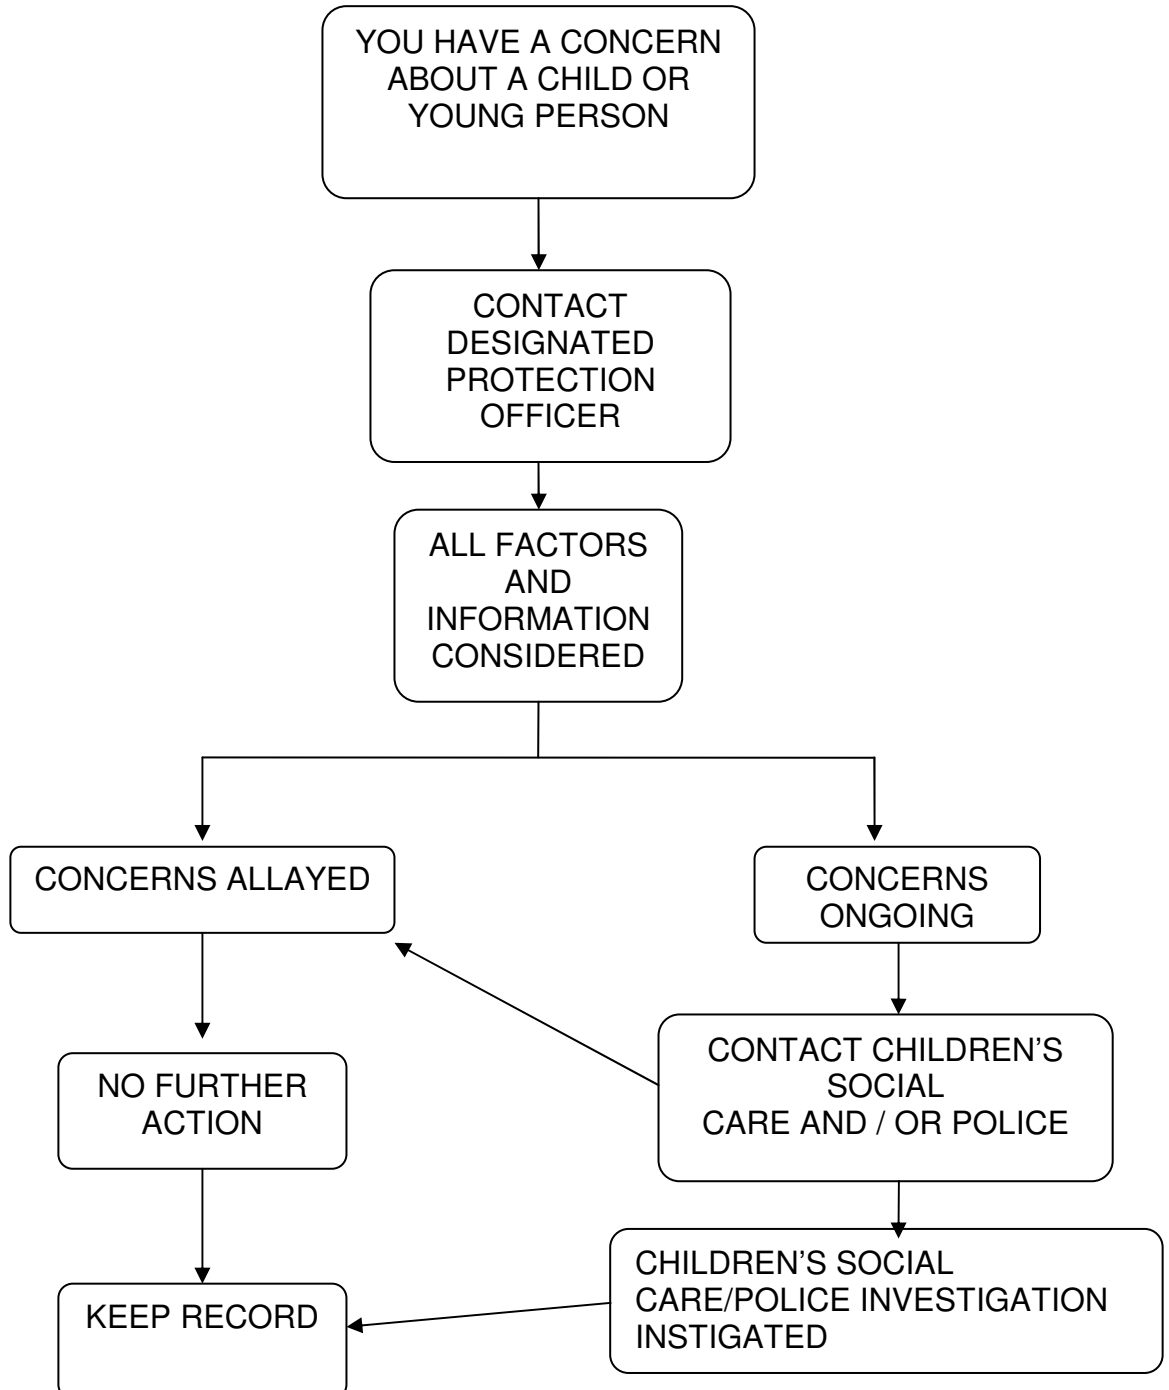 YOU HAVE A CONCERN
ABOUT A CHILD OR
YOUNG PERSON
CONTACT
DESIGNATED
PROTECTION
OFFICER
ALL FACTORS
AND
INFORMATION
CONSIDERED
CONCERNS ALLAYED
CONCERNS
ONGOING
NO FURTHER
ACTION
CONTACT CHILDREN’S
SOCIAL
CARE AND / OR POLICE
KEEP RECORD
CHILDREN’S SOCIAL
CARE/POLICE INVESTIGATION
INSTIGATED